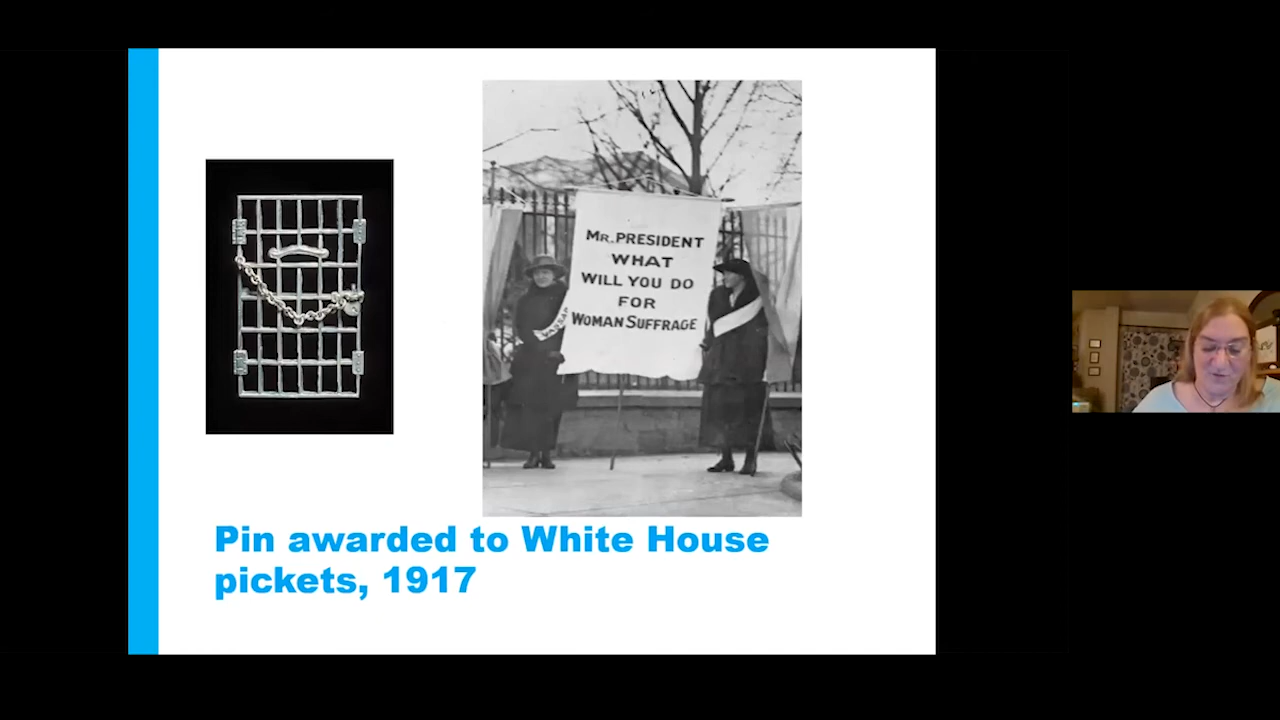 MR. PRESIDENT
WHAT
WILL YOU DO
FOR
WOMAN SUFFRAGE
Pin awarded to White House
pickets, 1917